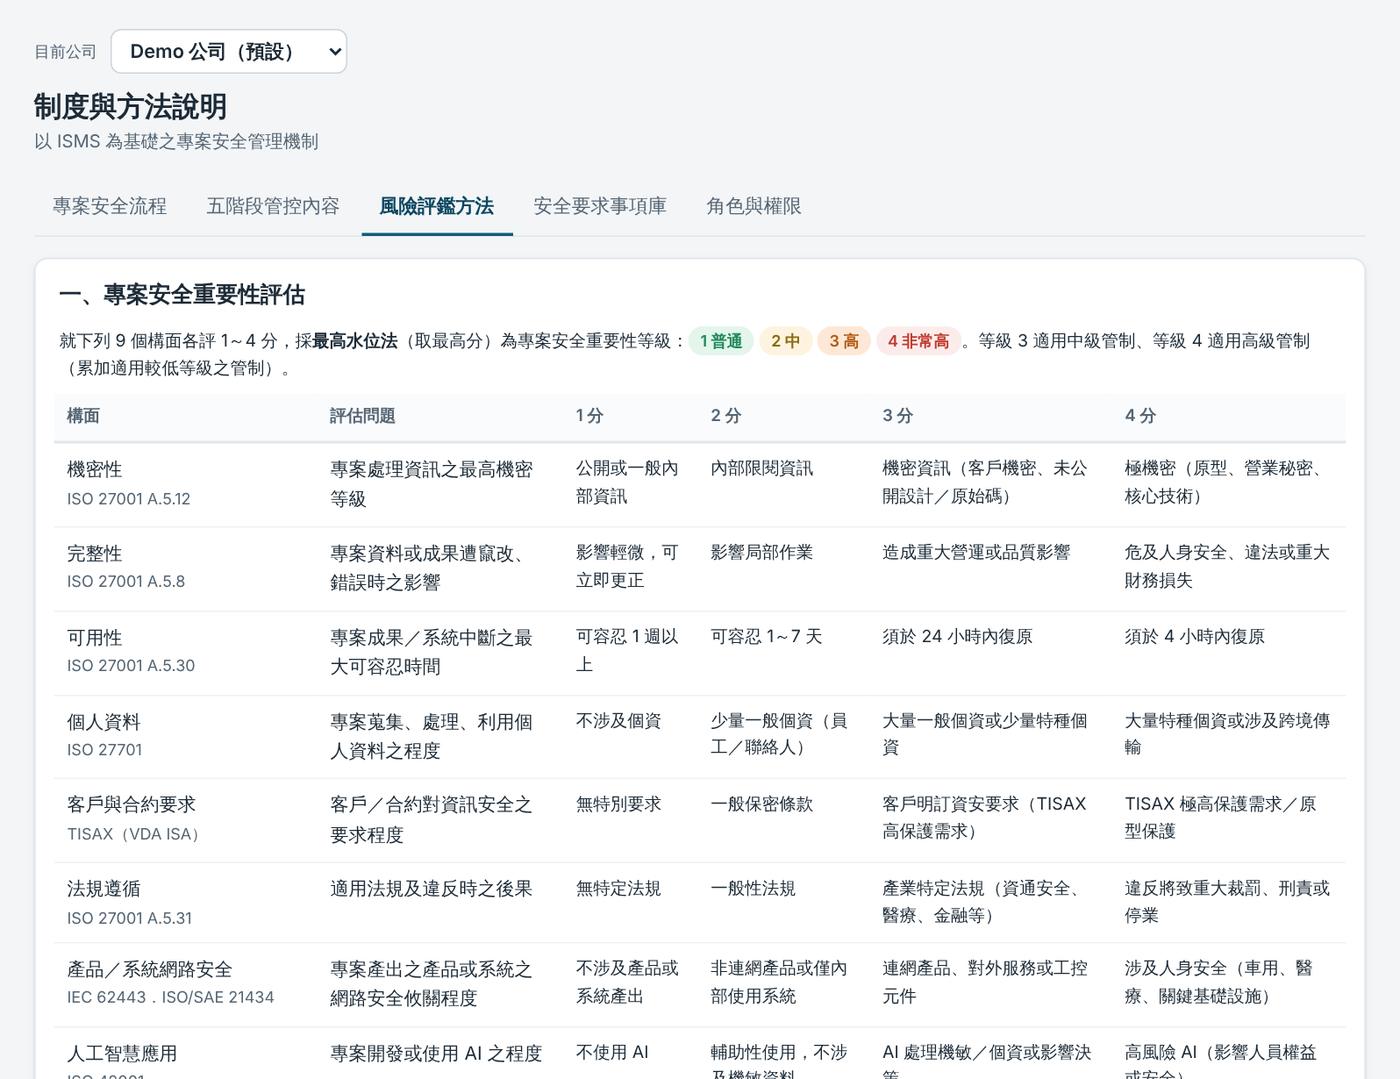 目前公司 Demo 公司（預設）
制度與方法說明
以 ISMS 為基礎之專案安全管理機制
專案安全流程 五階段管控內容 風險評鑑方法 安全要求事項庫 角色與權限
一、專案安全重要性評估
就下列 9 個構面各評 1～4 分，採最高水位法（取最高分）為專案安全重要性等級： 1 普通 2 中 3 高 4 非常高 。等級 3 適用中級管制、等級 4 適用高級管制
（累加適用較低等級之管制）。
構面 評估問題 1 分 2 分 3 分 4 分
機密性 專案處理資訊之最高機密 公開或一般內 內部限閱資訊 機密資訊（客戶機密、未公 極機密（原型、營業秘密、
ISO 27001 A.5.12 等級 部資訊 開設計／原始碼） 核心技術）
完整性 專案資料或成果遭竄改、 影響輕微，可 影響局部作業 造成重大營運或品質影響 危及人身安全、違法或重大
ISO 27001 A.5.8 錯誤時之影響 立即更正 財務損失
可用性 專案成果／系統中斷之最 可容忍 1 週以 可容忍 1～7 天 須於 24 小時內復原 須於 4 小時內復原
ISO 27001 A.5.30 大可容忍時間 上
個人資料 專案蒐集、處理、利用個 不涉及個資 少量一般個資（員 大量一般個資或少量特種個 大量特種個資或涉及跨境傳
ISO 27701 人資料之程度 工／聯絡人） 資 輸
客戶與合約要求 客戶／合約對資訊安全之 無特別要求 一般保密條款 客戶明訂資安要求（TISAX TISAX 極高保護需求／原
TISAX（VDA ISA） 要求程度 高保護需求） 型保護
法規遵循 適用法規及違反時之後果 無特定法規 一般性法規 產業特定法規（資通安全、 違反將致重大裁罰、刑責或
ISO 27001 A.5.31 醫療、金融等） 停業
產品／系統網路安全 專案產出之產品或系統之 不涉及產品或 非連網產品或僅內 連網產品、對外服務或工控 涉及人身安全（車用、醫
IEC 62443．ISO/SAE 21434 網路安全攸關程度 系統產出 部使用系統 元件 療、關鍵基礎設施）
人工智慧應用 專案開發或使用 AI 之程度 不使用 AI 輔助性使用，不涉 AI 處理機敏／個資或影響決 高風險 AI（影響人員權益
及機敏資料 策 或安全）